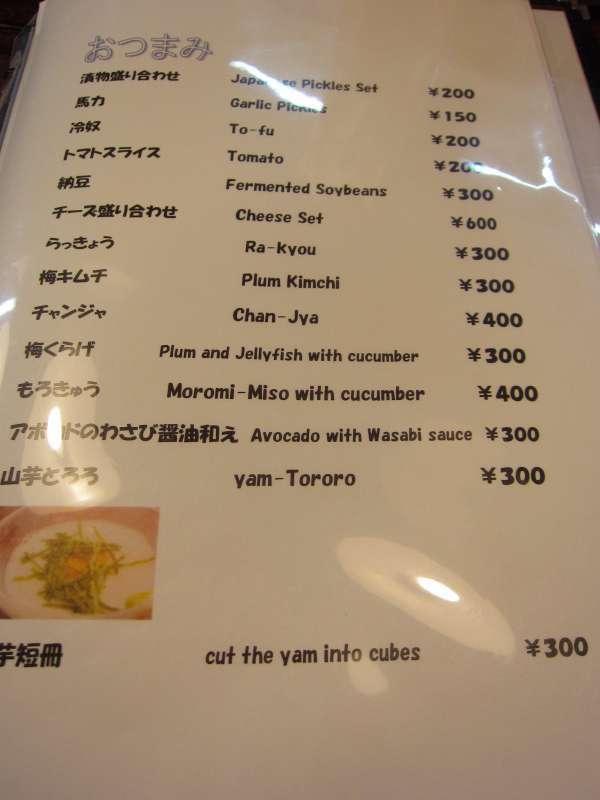 おつまみ
漬物盛り合わせ Japanese Pickles Set ¥200
馬力 Garlic Pickles ¥150
冷奴 To-fu ¥200
トマトスライス Tomato ¥200
納豆 Fermented Soybeans ¥300
チーズ盛り合わせ Cheese Set ¥600
らっきょう Ra-kyou ¥300
梅キムチ Plum Kimchi ¥300
チャンジャ Chan-Jya ¥400
梅くらげ Plum and Jellyfish with cucumber ¥300
もろきゅう Moromi-Miso with cucumber ¥400
アボカドのわさび醤油和え Avocado with Wasabi sauce ¥300
山芋とろろ yam-Tororo ¥300
芋短冊 cut the yam into cubes ¥300